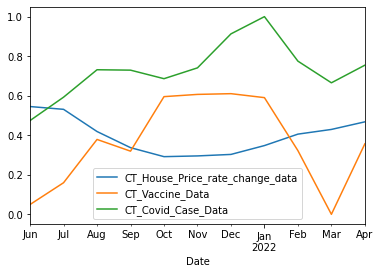 1.0
0.8
0.6
0.4
0.2
0.0
CT_House_Price_rate_change_data
CT_Vaccine_Data
CT_Covid_Case_Data
Jun Jul Aug Sep Oct Nov Dec Jan Feb Mar Apr
2022
Date